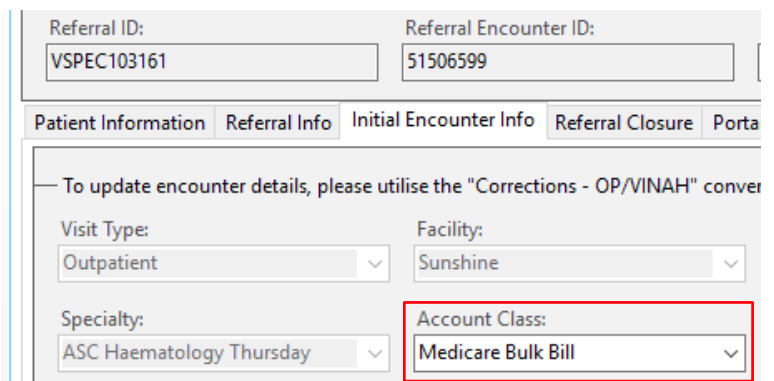 Referral ID: Referral Encounter ID:
VSPEC103161 51506599
Patient Information Referral Info Initial Encounter Info Referral Closure
To update encounter details, please utilise the "Corrections - OP/VINAH"
Visit Type: Facility:
Outpatient Sunshine
Specialty: Account Class:
ASC Haematology Thursday Medicare Bulk Bill